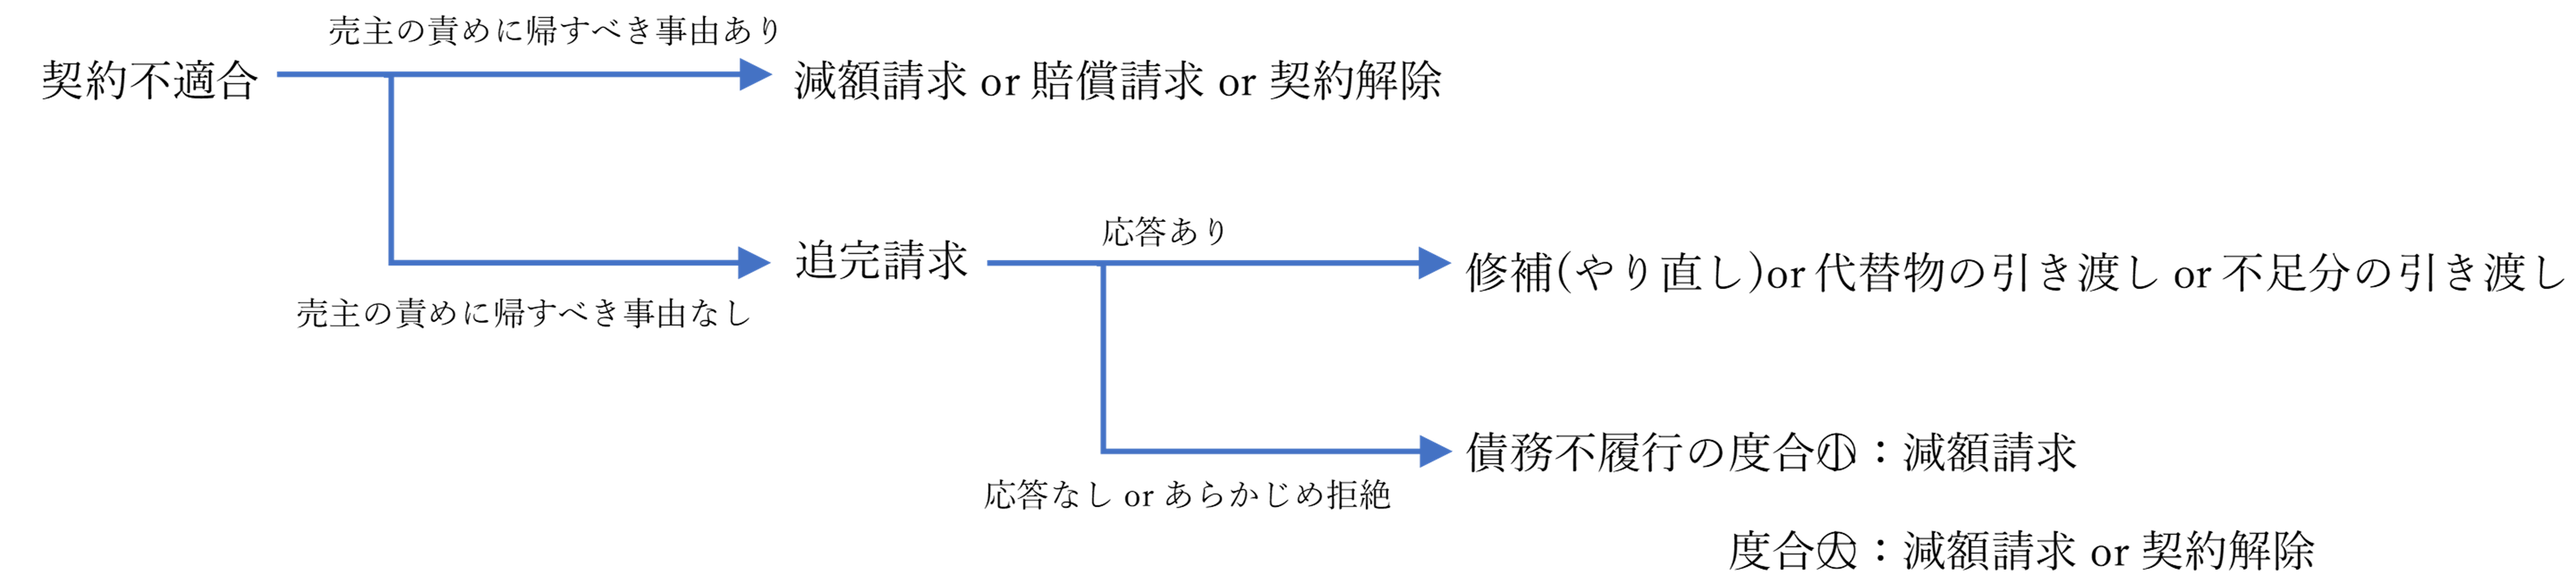 売主の責めに帰すべき事由あり
契約不適合
減額請求 or 賠償請求 or 契約解除
応答あり
追完請求
修補(やり直し)or 代替物の引き渡し or 不足分の引き渡し
売主の責めに帰すべき事由なし
債務不履行の度合㊥：減額請求
応答なし or あらかじめ拒絶
度合大：減額請求 or 契約解除